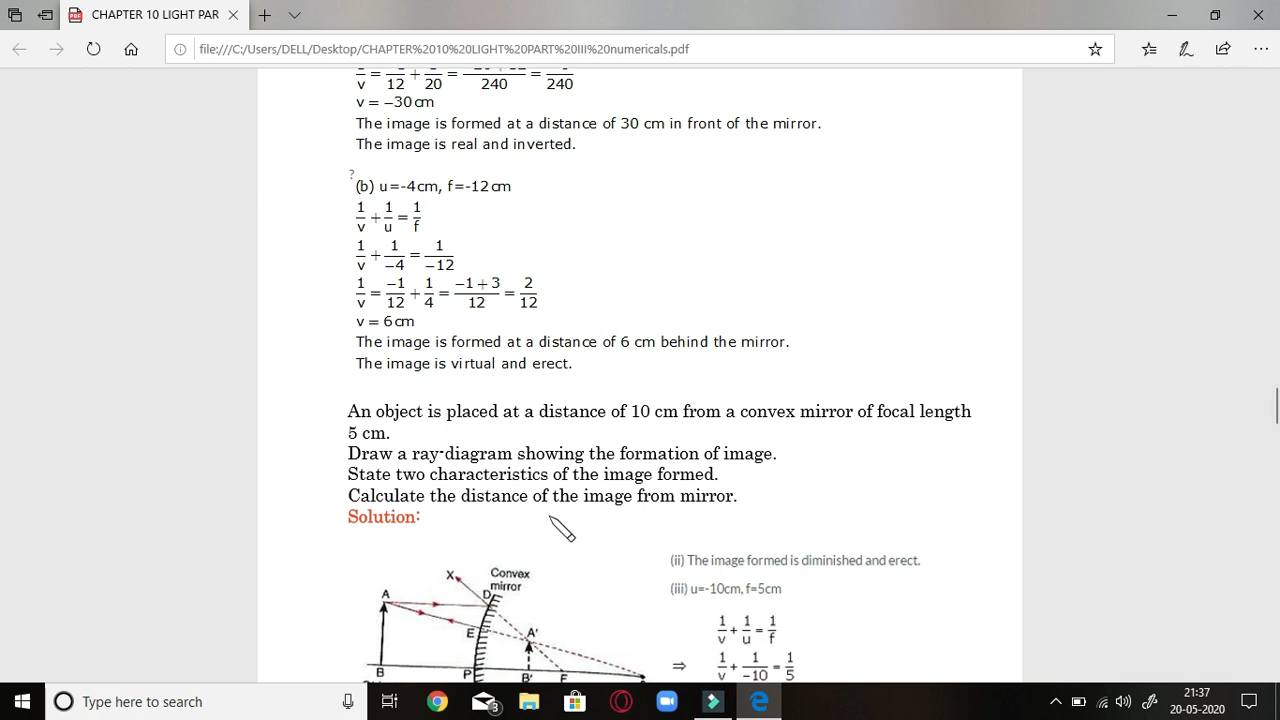 CHAPTER 10 LIGHT PAR
file:///C:/Users/DELL/Desktop/CHAPTER%2010%20LIGHT%20PART%20III%20numericals.pdf
v 12 20 240 240
v = −30 cm
The image is formed at a distance of 30 cm in front of the mirror.
The image is real and inverted.
?
(b) u=-4cm, f=-12cm
1/v + 1/u = 1/f
1/v + 1/−4 = 1/−12
1/v = −1/12 + 1/4 = −1+3/12 = 2/12
v = 6cm
The image is formed at a distance of 6 cm behind the mirror.
The image is virtual and erect.
An object is placed at a distance of 10 cm from a convex mirror of focal length
5 cm.
Draw a ray-diagram showing the formation of image.
State two characteristics of the image formed.
Calculate the distance of the image from mirror.
Solution:
X
Convex
mirror
A
D
E
A'
B
P
B'
F
(ii) The image formed is diminished and erect.
(iii) u=-10cm, f=5cm
1/v + 1/u = 1/f
⇒ 1/v + 1/-10 = 1/5
Type here to search
3
21:37
20-05-2020